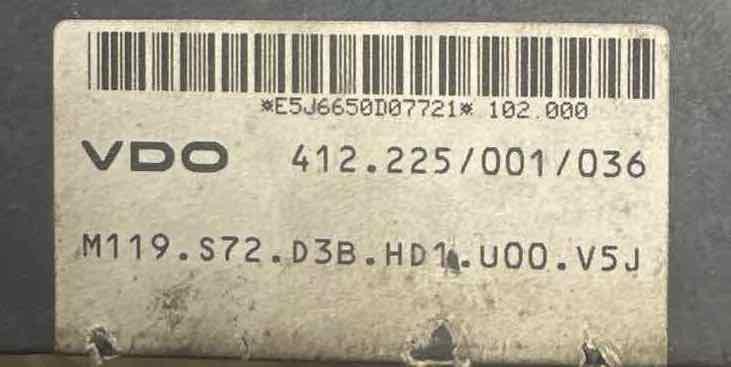 *E5J6650D07721* 102.000
VDO 412.225/001/036
M119.S72.D3B.HD1.U00.V5J